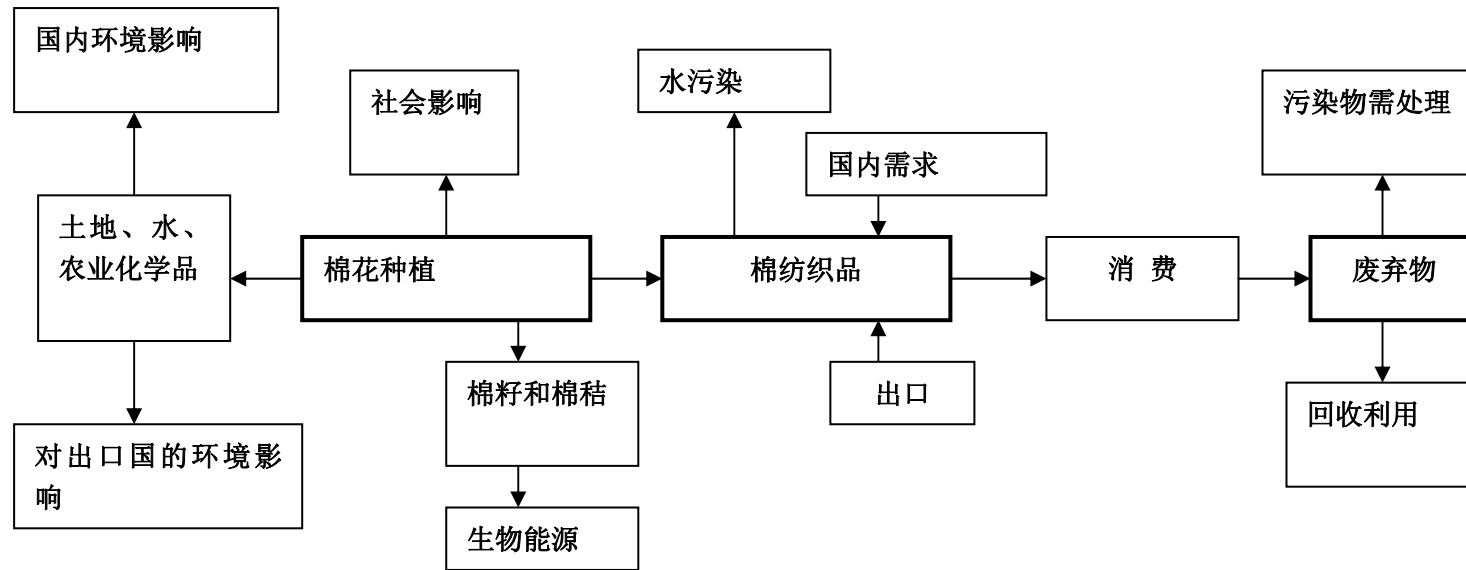 国内环境影响
社会影响
水污染
污染物需处理
国内需求
土地、水、
农业化学品
棉花种植
棉纺织品
消 费
废弃物
棉籽和棉秸
出口
回收利用
对出口国的环境影
响
生物能源